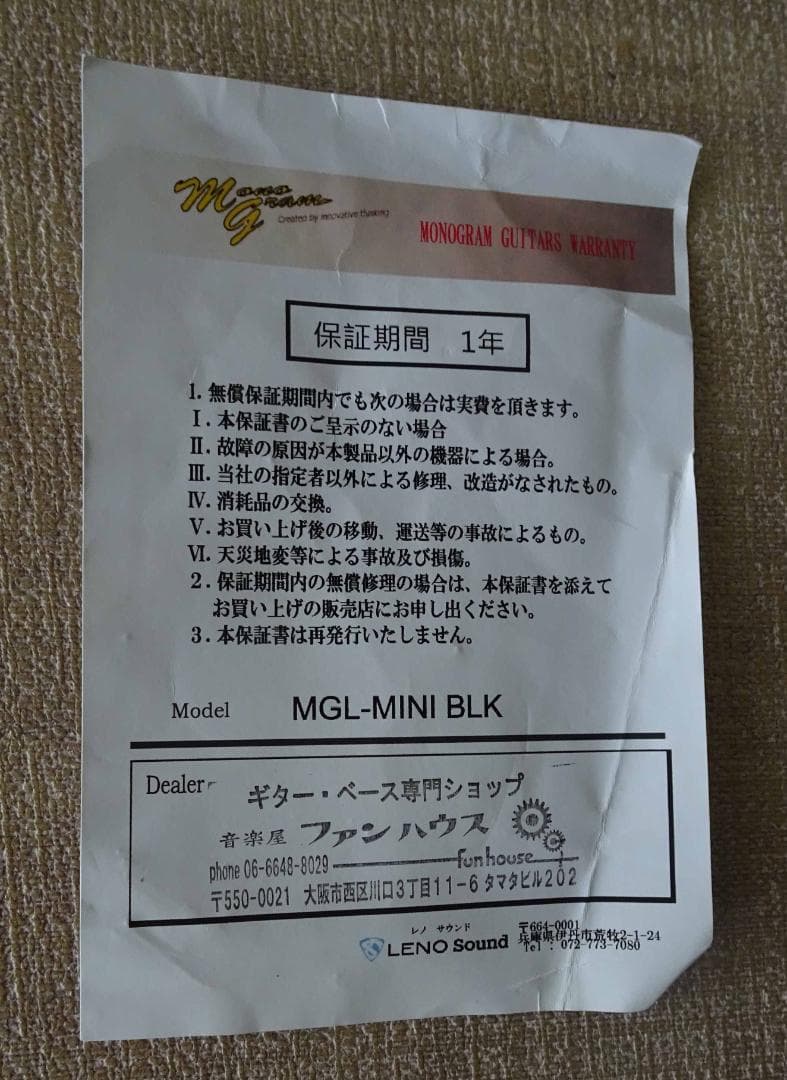 Mono Gram
Created by innovative thinking
MONOGRAM GUITARS WARRANTY
保証期間 1年
1. 無償保証期間内でも次の場合は実費を頂きます。
Ⅰ. 本保証書のご呈示のない場合
Ⅱ. 故障の原因が本製品以外の機器による場合。
Ⅲ. 当社の指定者以外による修理、改造がなされたもの。
Ⅳ. 消耗品の交換。
Ⅴ. お買い上げ後の移動、運送等の事故によるもの。
Ⅵ. 天災地変等による事故及び損傷。
2. 保証期間内の無償修理の場合は、本保証書を添えて
お買い上げの販売店にお申し出ください。
3. 本保証書は再発行いたしません。
Model MGL-MINI BLK
Dealer
ギター・ベース専門ショップ
音楽屋 ファンハウス
funhouse
phone 06-6648-8029
〒550-0021 大阪市西区川口3丁目11-6 タマタビル202
レノ サウンド
LENO Sound
〒664-0001
兵庫県伊丹市荒牧2-1-24
Tel : 072-773-7080